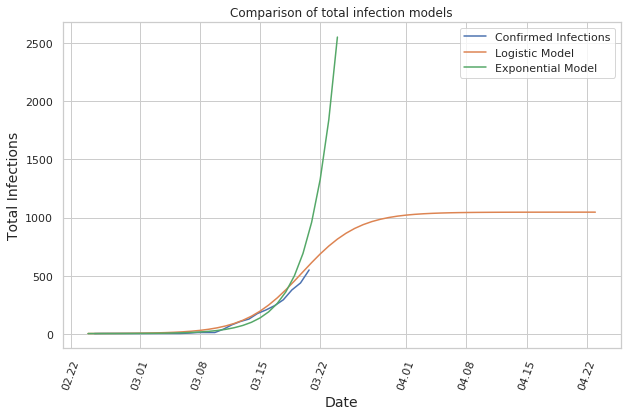 Comparison of total infection models
Confirmed Infections
Logistic Model
Exponential Model
Total Infections
2500
2000
1500
1000
500
0
02.22
03.01
03.08
03.15
03.22
04.01
04.08
04.15
04.22
Date